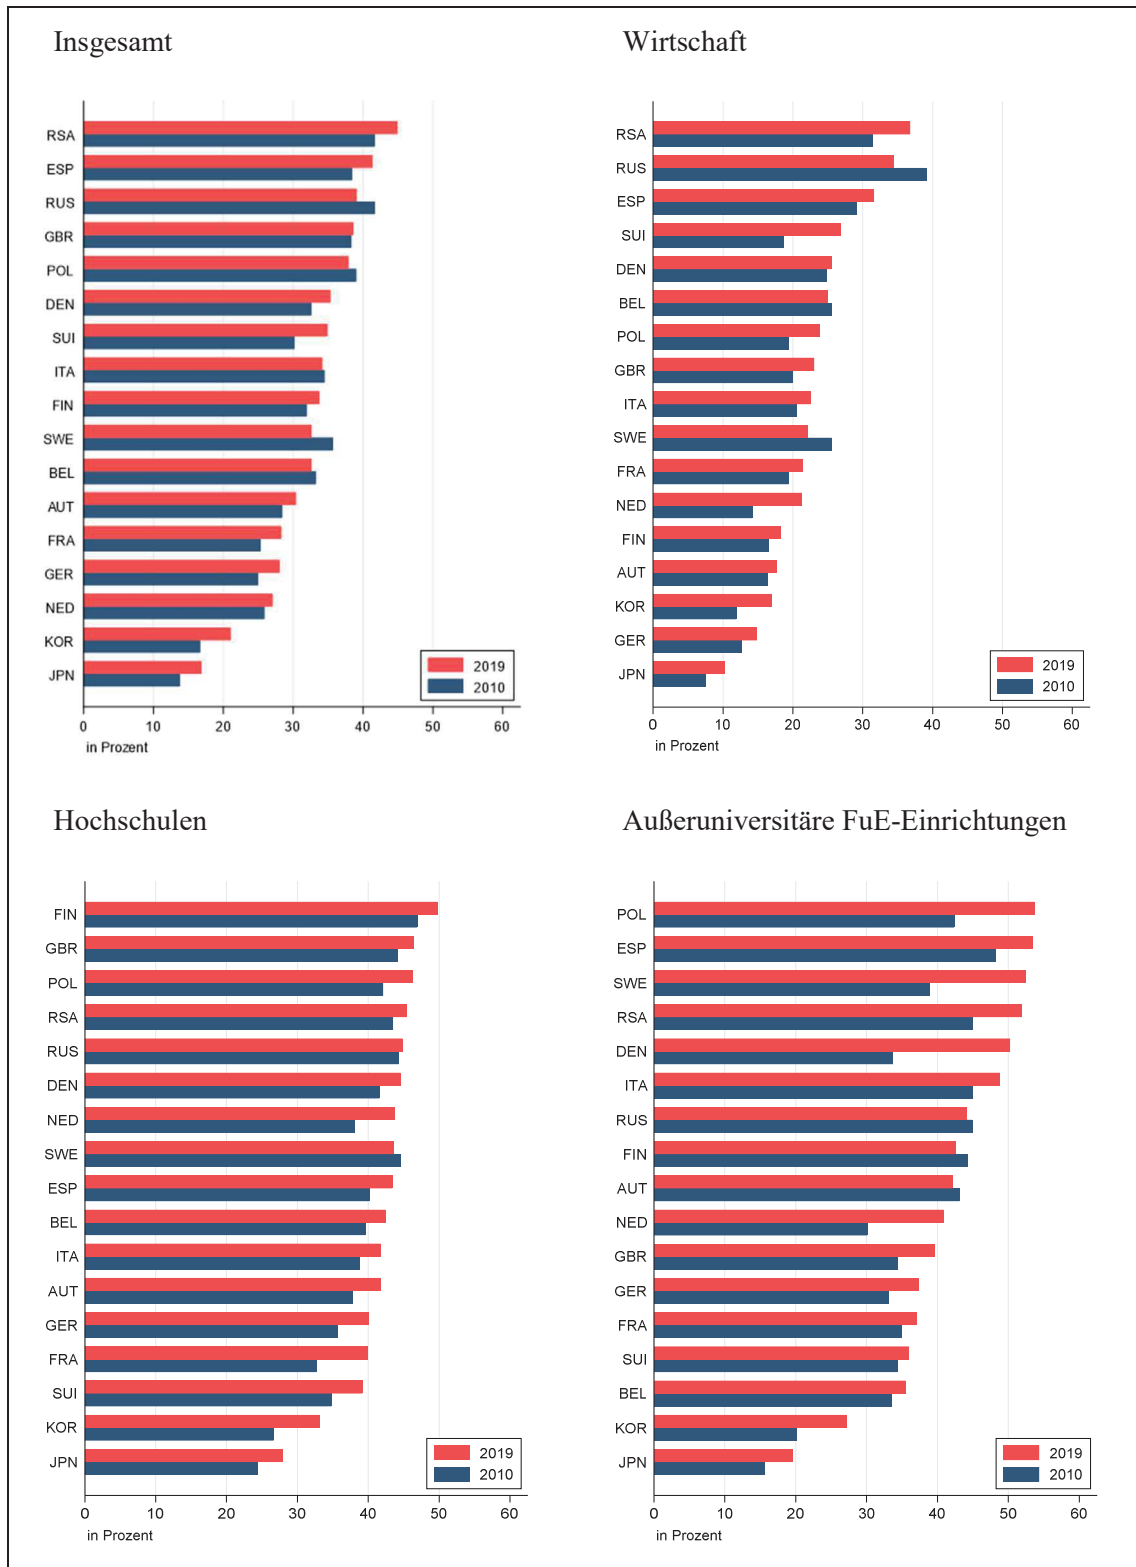 Insgesamt
RSA
ESP
RUS
GBR
POL
DEN
SUI
ITA
FIN
SWE
BEL
AUT
FRA
GER
NED
KOR
JPN
2019
2010
0 10 20 30 40 50 60
in Prozent
Wirtschaft
RSA
RUS
ESP
SUI
DEN
BEL
POL
GBR
ITA
SWE
FRA
NED
FIN
AUT
KOR
GER
JPN
2019
2010
0 10 20 30 40 50 60
in Prozent
Hochschulen
FIN
GBR
POL
RSA
RUS
DEN
NED
SWE
ESP
BEL
ITA
AUT
GER
FRA
SUI
KOR
JPN
2019
2010
0 10 20 30 40 50 60
in Prozent
Außeruniversitäre FuE-Einrichtungen
POL
ESP
SWE
RSA
DEN
ITA
RUS
FIN
AUT
NED
GBR
GER
FRA
SUI
BEL
KOR
JPN
2019
2010
0 10 20 30 40 50 60
in Prozent